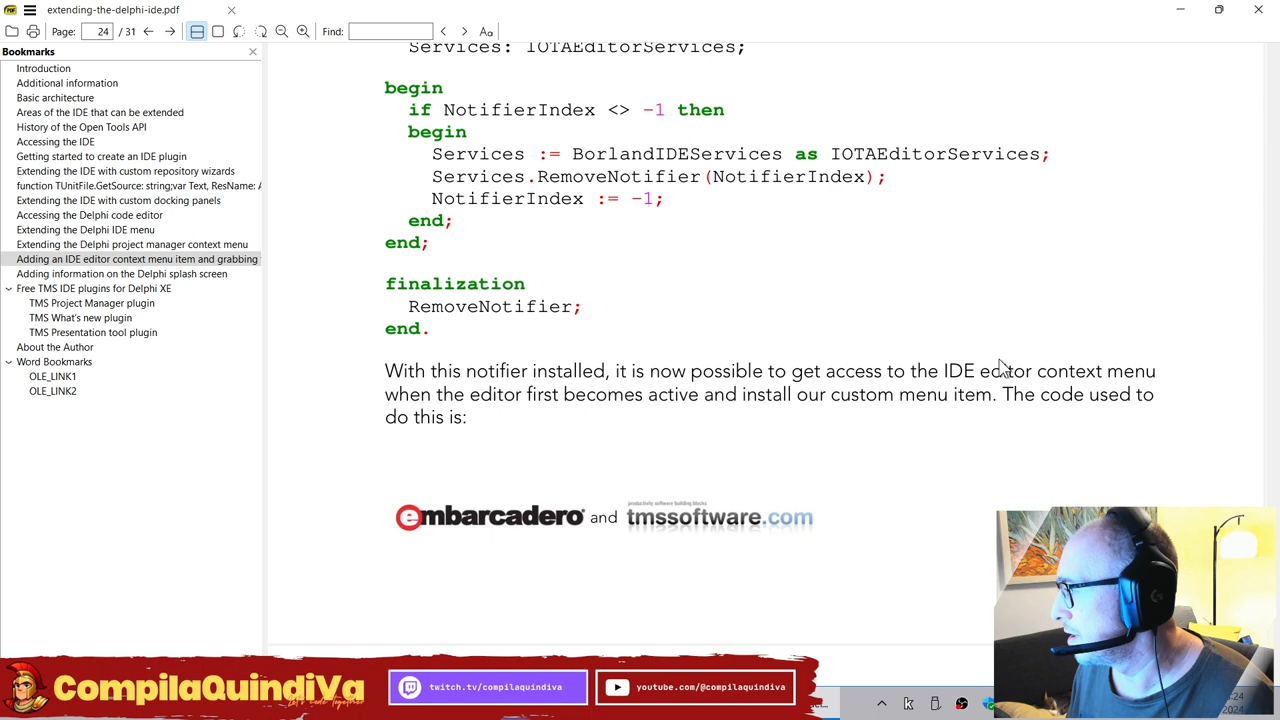 extending-the-delphi-ide.pdf
Page: 24 / 31 Find: Aa
Bookmarks
Introduction
Additional information
Basic architecture
Areas of the IDE that can be extended
History of the Open Tools API
Accessing the IDE
Getting started to create an IDE plugin
Extending the IDE with custom repository wizards
function TUnitFile.GetSource: string;var Text, ResName: A
Extending the IDE with custom docking panels
Accessing the Delphi code editor
Extending the Delphi IDE menu
Extending the Delphi project manager context menu
Adding an IDE editor context menu item and grabbing
Adding information on the Delphi splash screen
Free TMS IDE plugins for Delphi XE
TMS Project Manager plugin
TMS What's new plugin
TMS Presentation tool plugin
About the Author
Word Bookmarks
OLE_LINK1
OLE_LINK2
Services: IOTAEditorServices;
begin
if NotifierIndex <> -1 then
begin
Services := BorlandIDEServices as IOTAEditorServices;
Services.RemoveNotifier(NotifierIndex);
NotifierIndex := -1;
end;
end;
finalization
RemoveNotifier;
end.
With this notifier installed, it is now possible to get access to the IDE editor context menu
when the editor first becomes active and install our custom menu item. The code used to
do this is:
embarcadero and tmssoftware.com
productivity software building blocks
CompilaQuindiVa
Let's code Together
twitch.tv/compilaquindiva
youtube.com/@compilaquindiva